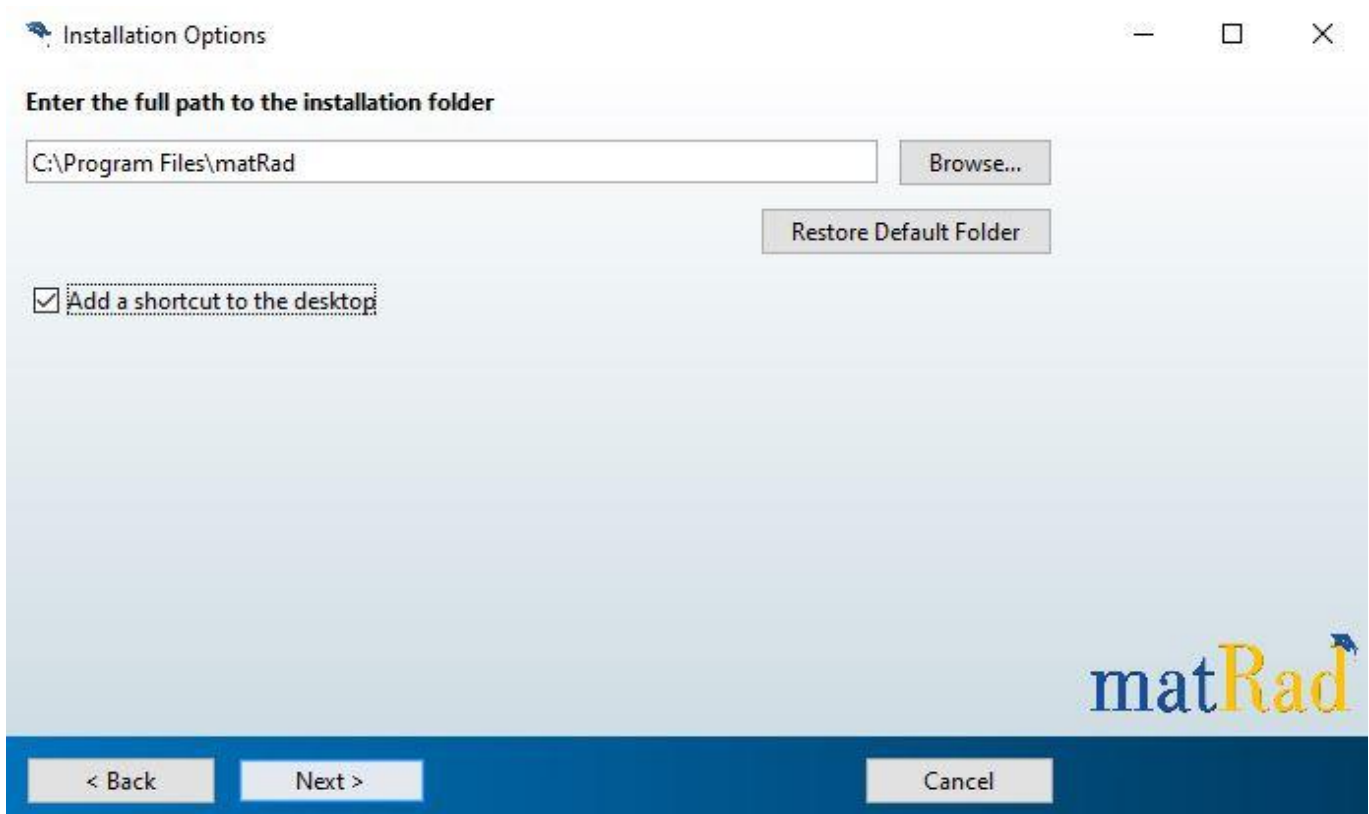 Installation Options
Enter the full path to the installation folder
C:\Program Files\matRad
Browse...
Restore Default Folder
Add a shortcut to the desktop
matRad
< Back
Next >
Cancel